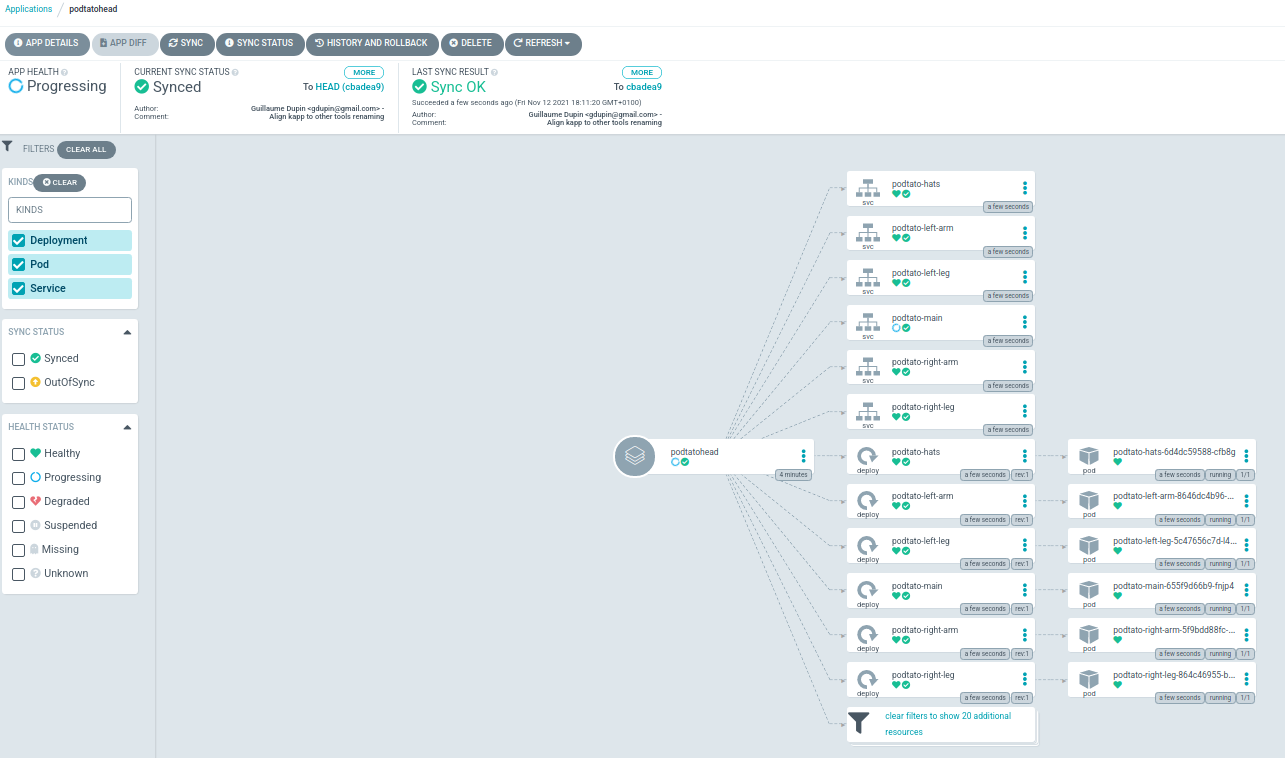 Applications / podtatohead
APP DETAILS
APP DIFF
SYNC
SYNC STATUS
HISTORY AND ROLLBACK
DELETE
REFRESH
APP HEALTH
Progressing
CURRENT SYNC STATUS
MORE
Synced
To HEAD (cbadea9)
Author: Guillaume Dupin <gdupin@gmail.com> -
Comment: Align kapp to other tools renaming
LAST SYNC RESULT
MORE
Sync OK
To cbadea9
Succeeded a few seconds ago (Fri Nov 12 2021 18:11:20 GMT+0100)
Author: Guillaume Dupin <gdupin@gmail.com> -
Comment: Align kapp to other tools renaming
FILTERS
CLEAR ALL
KINDS
CLEAR
KINDS
Deployment
Pod
Service
SYNC STATUS
Synced
OutOfSync
HEALTH STATUS
Healthy
Progressing
Degraded
Suspended
Missing
Unknown
podtatohead
4 minutes
podtato-hats
svc
a few seconds
podtato-left-arm
svc
a few seconds
podtato-left-leg
svc
a few seconds
podtato-main
svc
a few seconds
podtato-right-arm
svc
a few seconds
podtato-right-leg
svc
a few seconds
podtato-hats
deploy
a few seconds rev:1
podtato-hats-6d4dc59588-cfb8g
pod
a few seconds running 1/1
podtato-left-arm
deploy
a few seconds rev:1
podtato-left-arm-8646dc4b96-...
pod
a few seconds running 1/1
podtato-left-leg
deploy
a few seconds rev:1
podtato-left-leg-5c47656c7d-l4...
pod
a few seconds running 1/1
podtato-main
deploy
a few seconds rev:1
podtato-main-655f9d66b9-fnjp4
pod
a few seconds running 1/1
podtato-right-arm
deploy
a few seconds rev:1
podtato-right-arm-5f9bdd88fc-...
pod
a few seconds running 1/1
podtato-right-leg
deploy
a few seconds rev:1
podtato-right-leg-864c46955-b...
pod
a few seconds running 1/1
clear filters to show 20 additional
resources